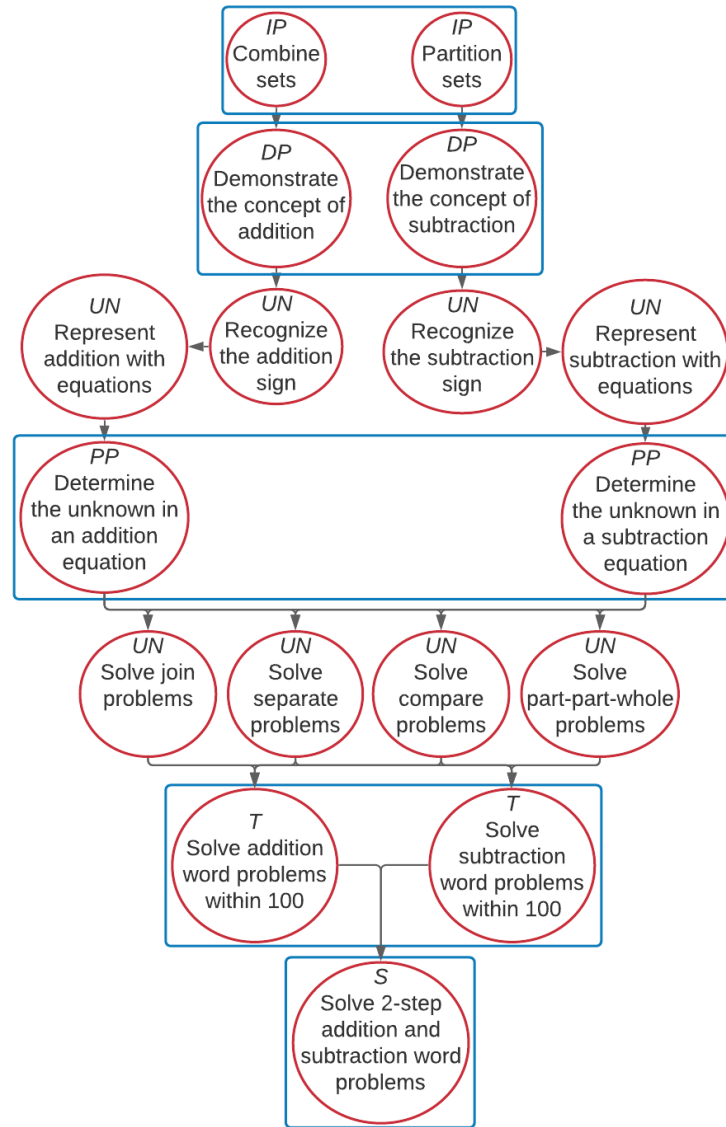 IP
Combine
sets
IP
Partition
sets
DP
Demonstrate
the concept of
addition
DP
Demonstrate
the concept of
subtraction
UN
Represent
addition with
equations
UN
Recognize
the addition
sign
UN
Recognize
the subtraction
sign
UN
Represent
subtraction with
equations
PP
Determine
the unknown in
an addition
equation
PP
Determine
the unknown in
a subtraction
equation
UN
Solve join
problems
UN
Solve
separate
problems
UN
Solve
compare
problems
UN
Solve
part-part-whole
problems
T
Solve addition
word problems
within 100
T
Solve
subtraction
word problems
within 100
S
Solve 2-step
addition and
subtraction word
problems